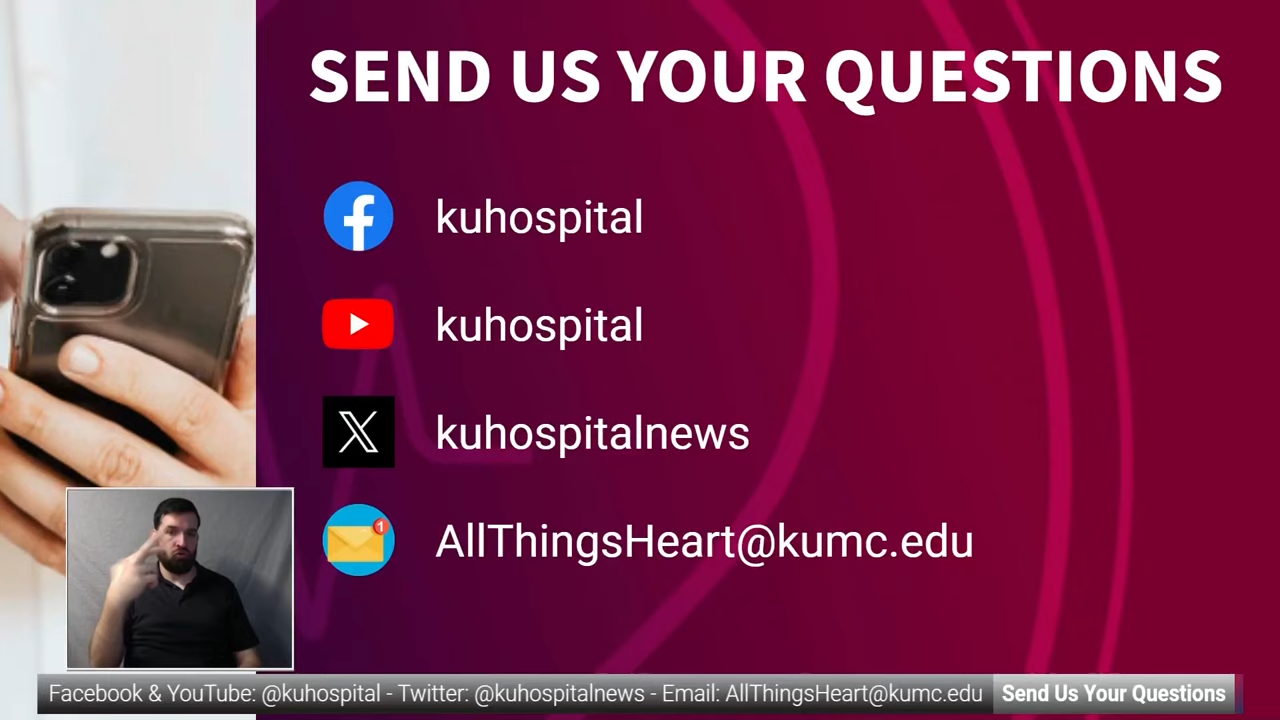 SEND US YOUR QUESTIONS
kuhospital
kuhospital
kuhospitalnews
1
AllThingsHeart@kumc.edu
Facebook & YouTube: @kuhospital - Twitter: @kuhospitalnews - Email: AllThingsHeart@kumc.edu Send Us Your Questions